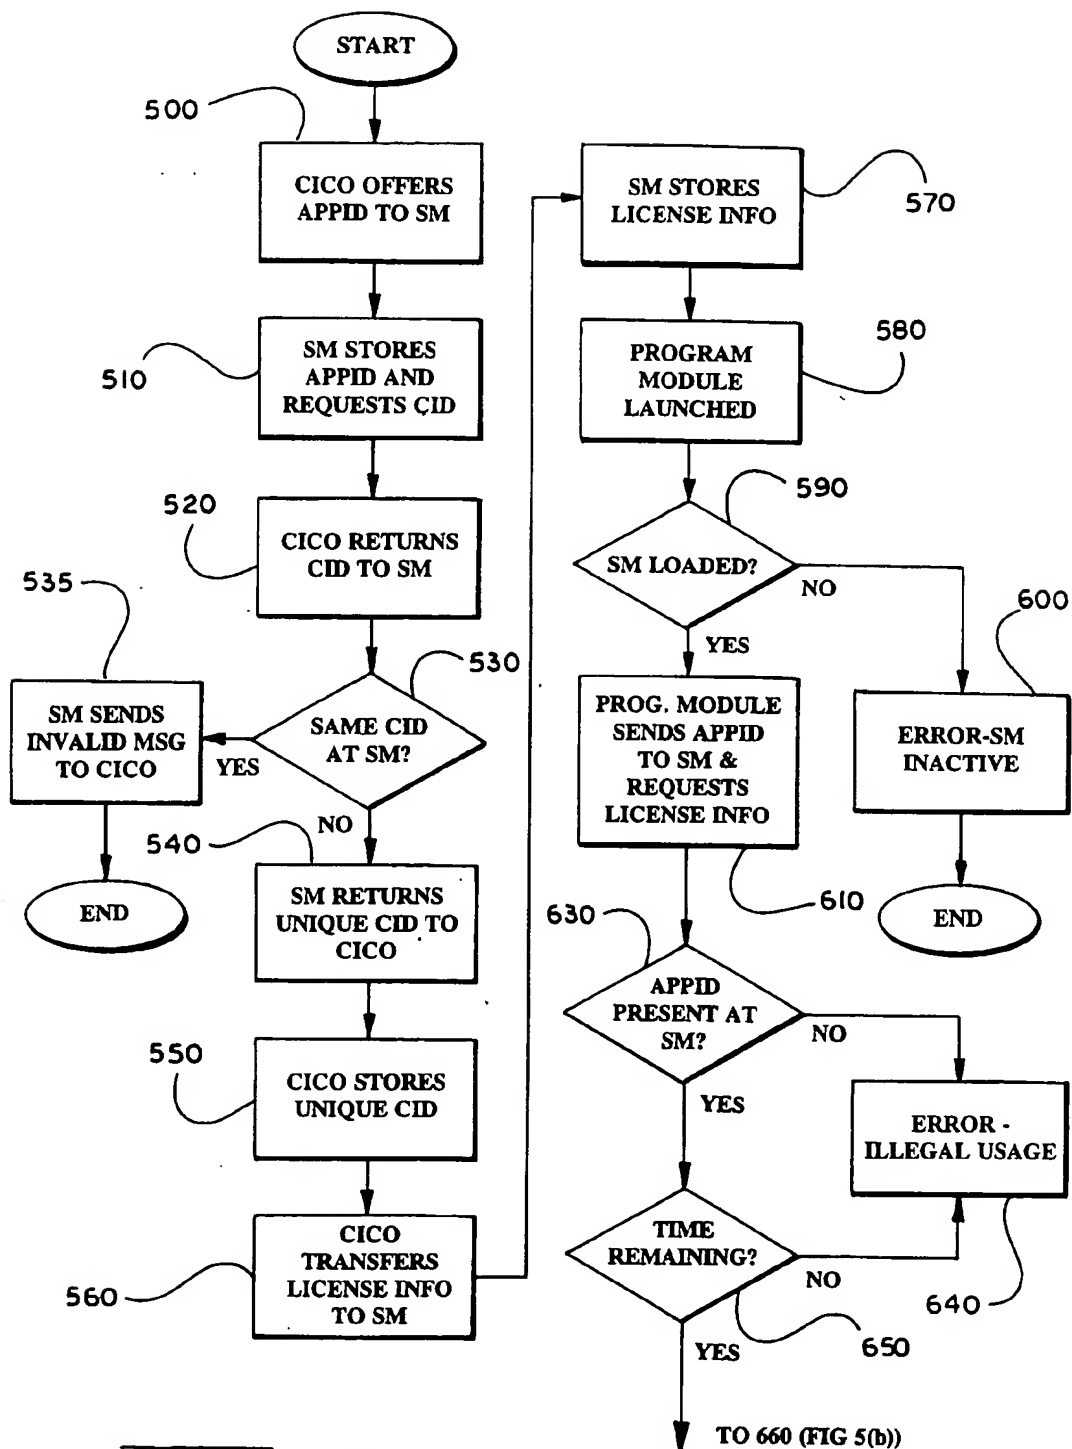 START
500
CICO OFFERS
APPID TO SM
510
SM STORES
APPID AND
REQUESTS CID
520
CICO RETURNS
CID TO SM
530
SAME CID
AT SM?
YES
NO
535
SM SENDS
INVALID MSG
TO CICO
END
540
SM RETURNS
UNIQUE CID TO
CICO
550
CICO STORES
UNIQUE CID
560
CICO
TRANSFERS
LICENSE INFO
TO SM
570
SM STORES
LICENSE INFO
580
PROGRAM
MODULE
LAUNCHED
590
SM LOADED?
NO
YES
600
ERROR-SM
INACTIVE
END
PROG. MODULE
SENDS APPID
TO SM &
REQUESTS
LICENSE INFO
610
630
APPID
PRESENT AT
SM?
NO
YES
ERROR -
ILLEGAL USAGE
640
TIME
REMAINING?
NO
650
YES
TO 660 (FIG 5(b))